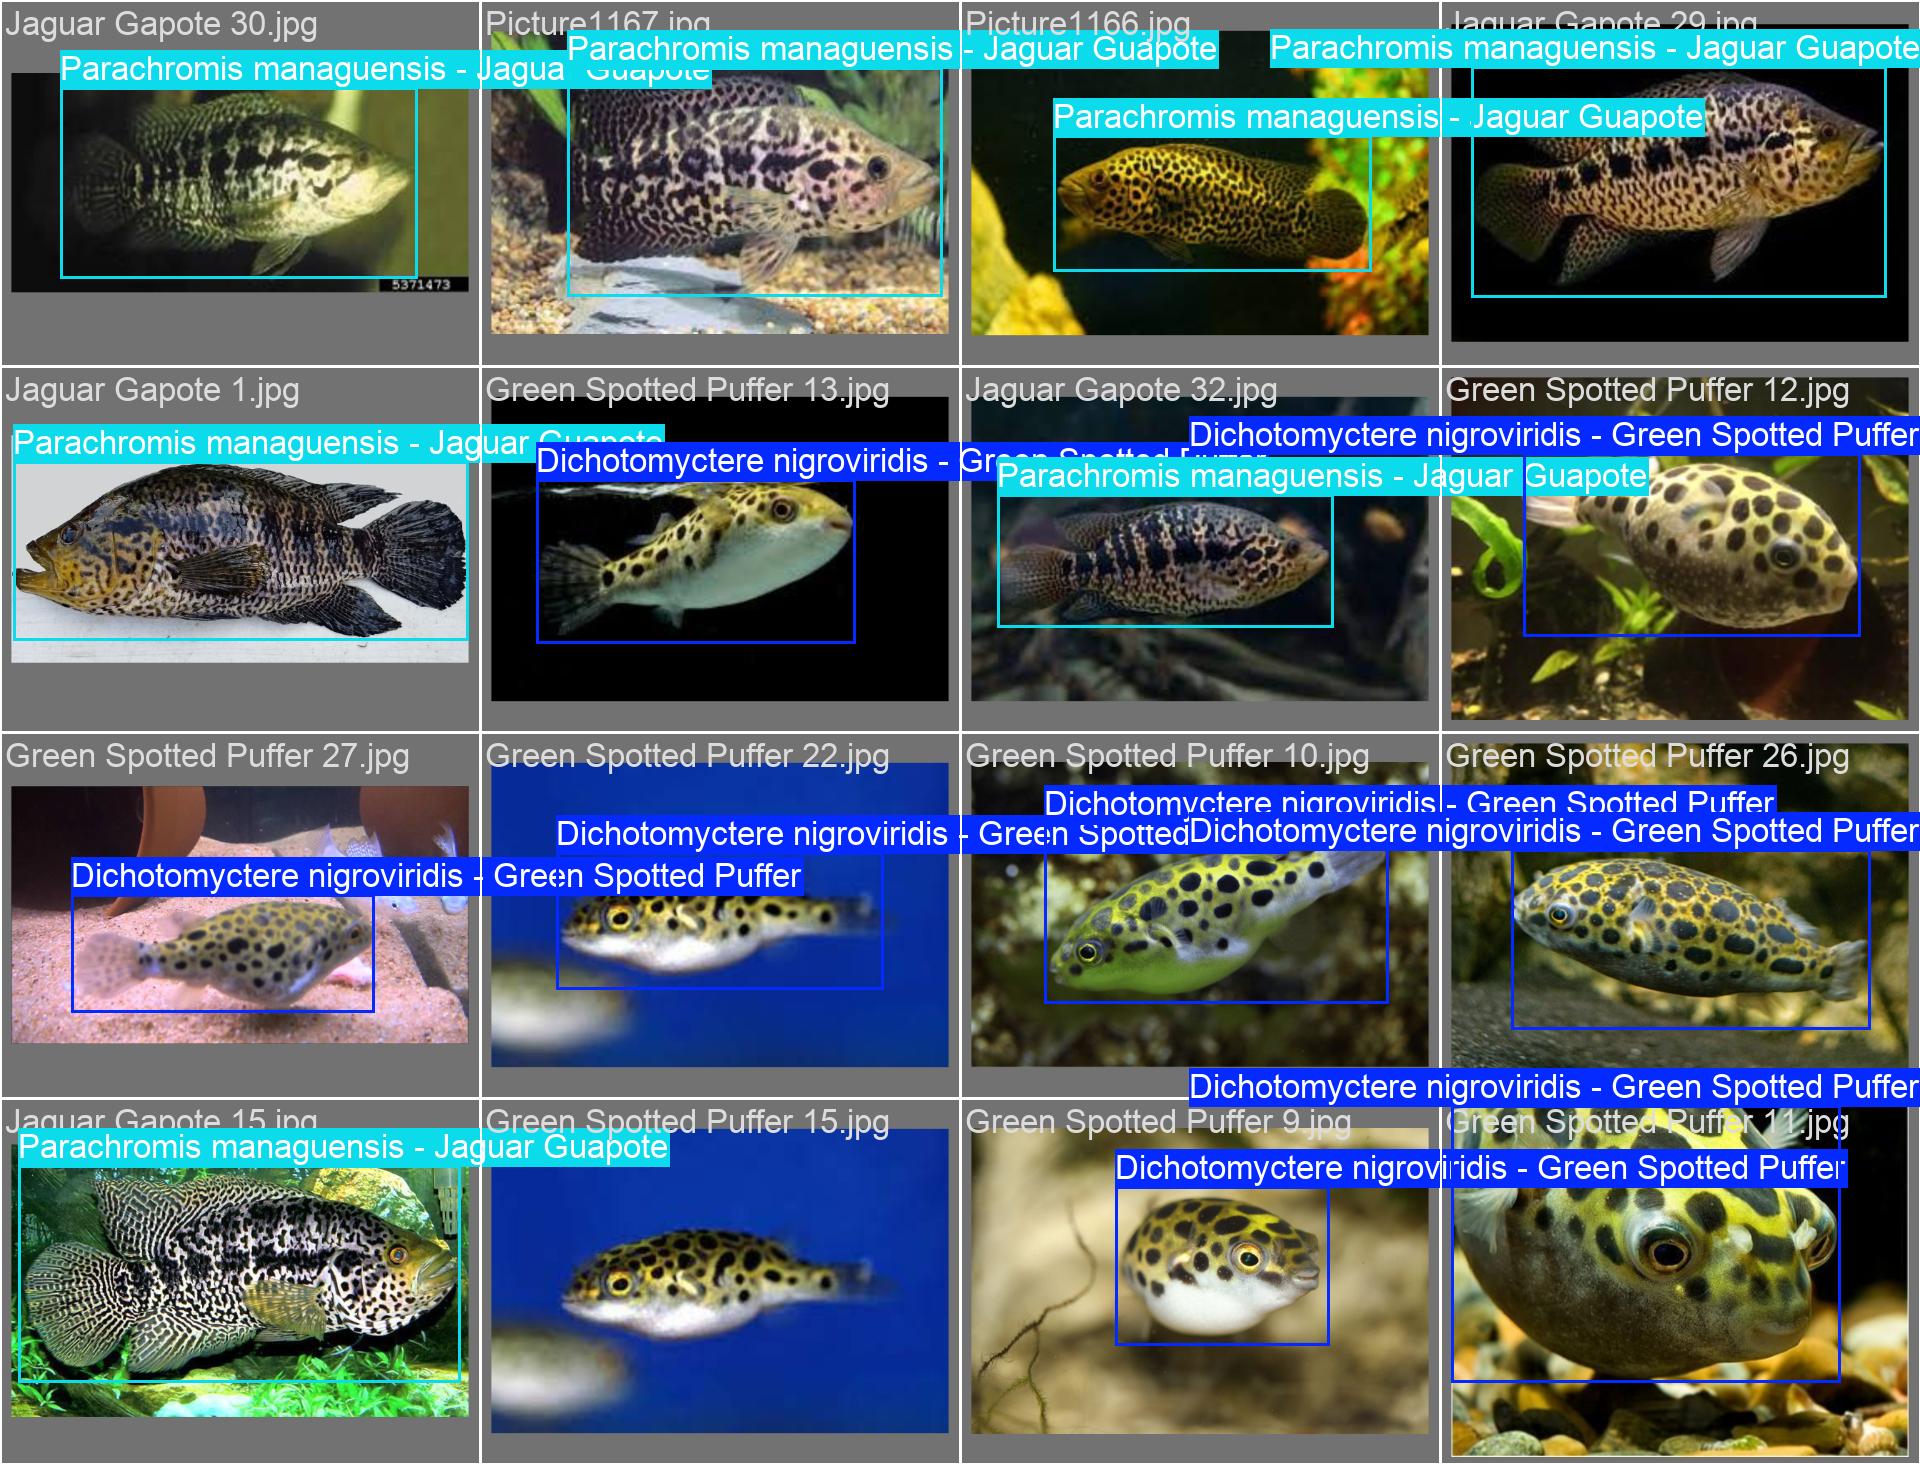 Jaguar Gapote 30.jpg
Picture1167.jpg
Picture1166.jpg
Jaguar Gapote 29.jpg
Parachromis managuensis - Jaguar Guapote
Parachromis managuensis - Jaguar Guapote
Parachromis managuensis - Jaguar Guapote
Parachromis managuensis - Jaguar Guapote
5371473
Jaguar Gapote 1.jpg
Green Spotted Puffer 13.jpg
Jaguar Gapote 32.jpg
Green Spotted Puffer 12.jpg
Parachromis managuensis - Jaguar Guapote
Dichotomyctere nigroviridis - Green Spotted Puffer
Parachromis managuensis - Jaguar Guapote
Dichotomyctere nigroviridis - Green Spotted Puffer
Green Spotted Puffer 27.jpg
Green Spotted Puffer 22.jpg
Green Spotted Puffer 10.jpg
Green Spotted Puffer 26.jpg
Dichotomyctere nigroviridis - Green Spotted Puffer
Dichotomyctere nigroviridis - Green Spotted
Dichotomyctere nigroviridis - Green Spotted Puffer
Dichotomyctere nigroviridis - Green Spotted Puffer
Jaguar Gapote 15.jpg
Green Spotted Puffer 15.jpg
Green Spotted Puffer 9.jpg
Green Spotted Puffer 11.jpg
Parachromis managuensis - Jaguar Guapote
Dichotomyctere nigroviridis - Green Spotted Puffer
Dichotomyctere nigroviridis - Green Spotted Puffer